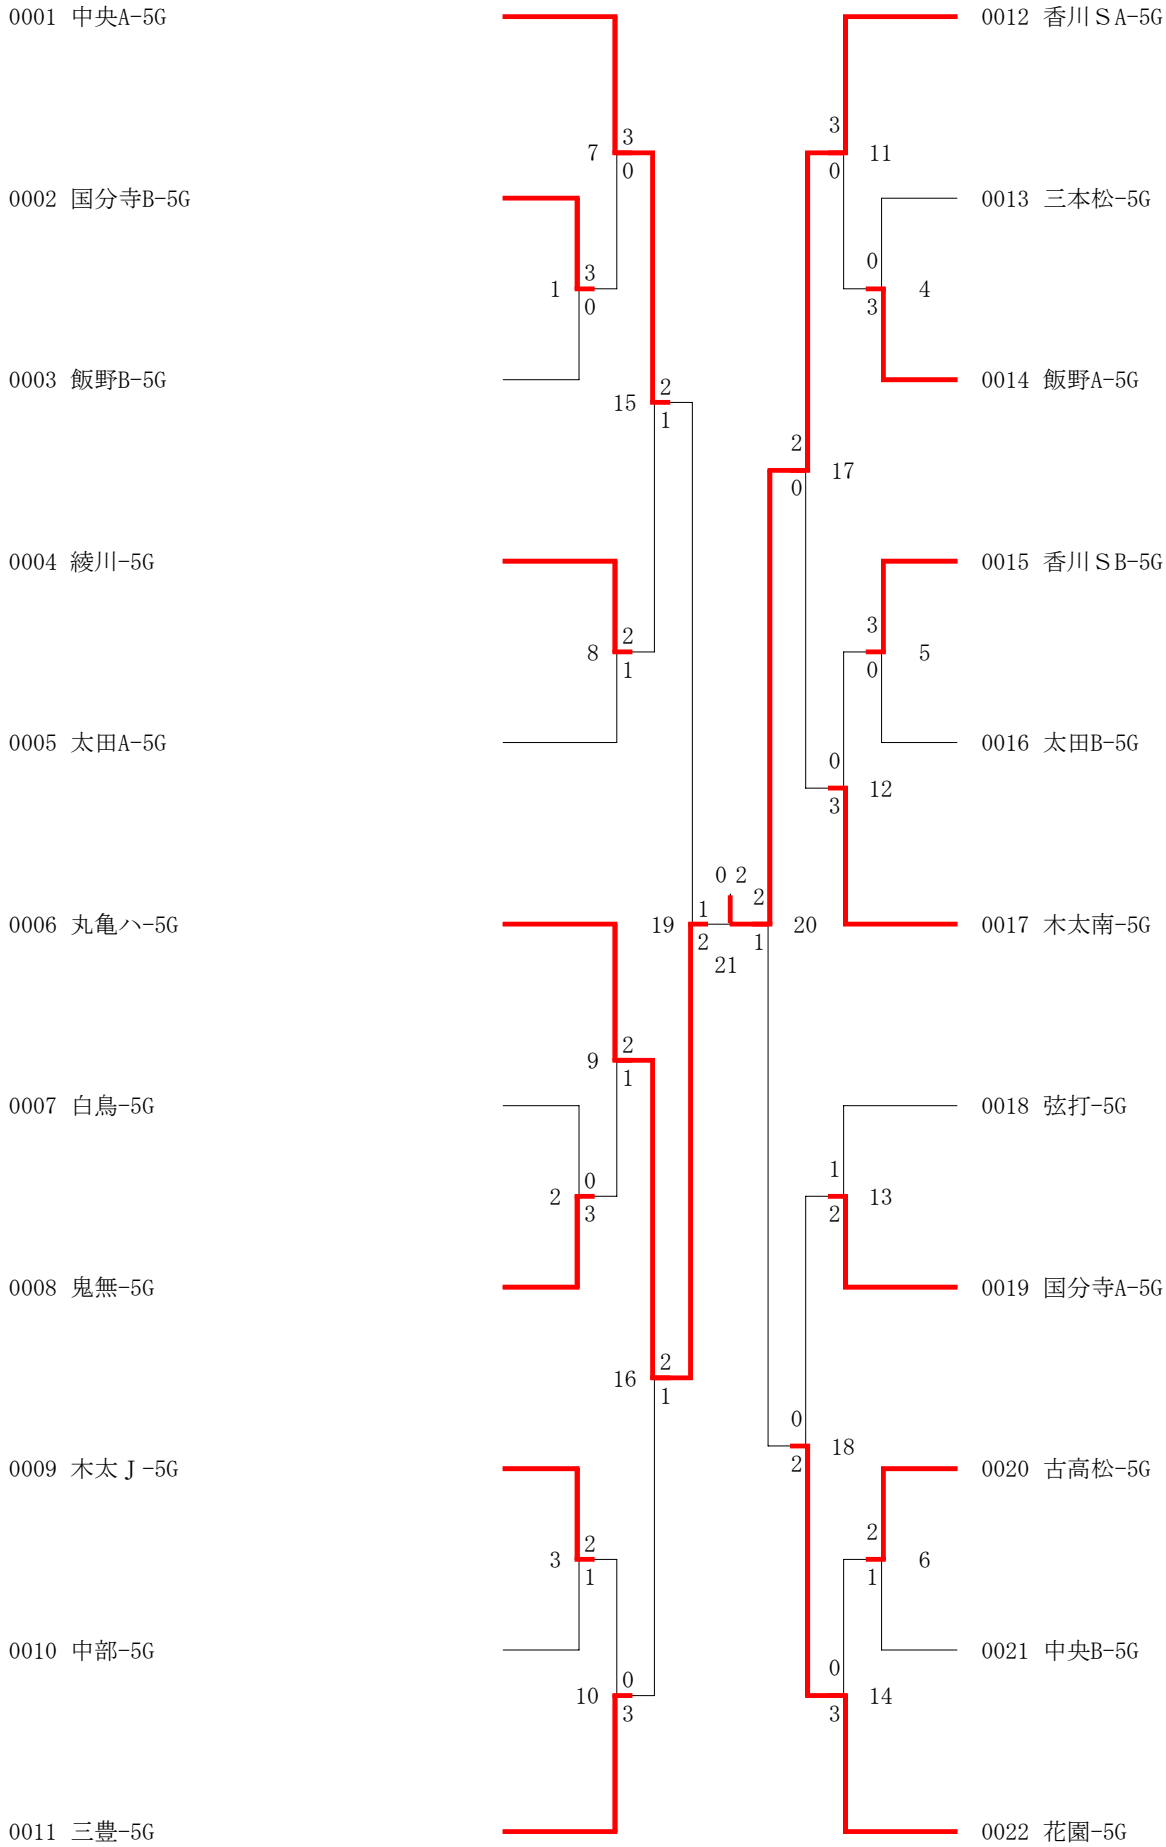 0001 中央A-5G
0012 香川ＳA-5G
3
0
7
3
0
11
0002 国分寺B-5G
0013 三本松-5G
1
3
0
0
3
4
0003 飯野B-5G
0014 飯野A-5G
15
2
1
2
0
17
0004 綾川-5G
0015 香川ＳB-5G
8
2
1
3
0
5
0005 太田A-5G
0016 太田B-5G
0
3
12
0 2
0006 丸亀ハ-5G
19
1
2
21
2
1
20
0017 木太南-5G
9
2
1
0007 白鳥-5G
0018 弦打-5G
2
0
3
1
2
13
0008 鬼無-5G
0019 国分寺A-5G
16
2
1
0
2
18
0009 木太Ｊ-5G
0020 古高松-5G
3
2
1
2
1
6
0010 中部-5G
0021 中央B-5G
10
0
3
0
3
14
0011 三豊-5G
0022 花園-5G